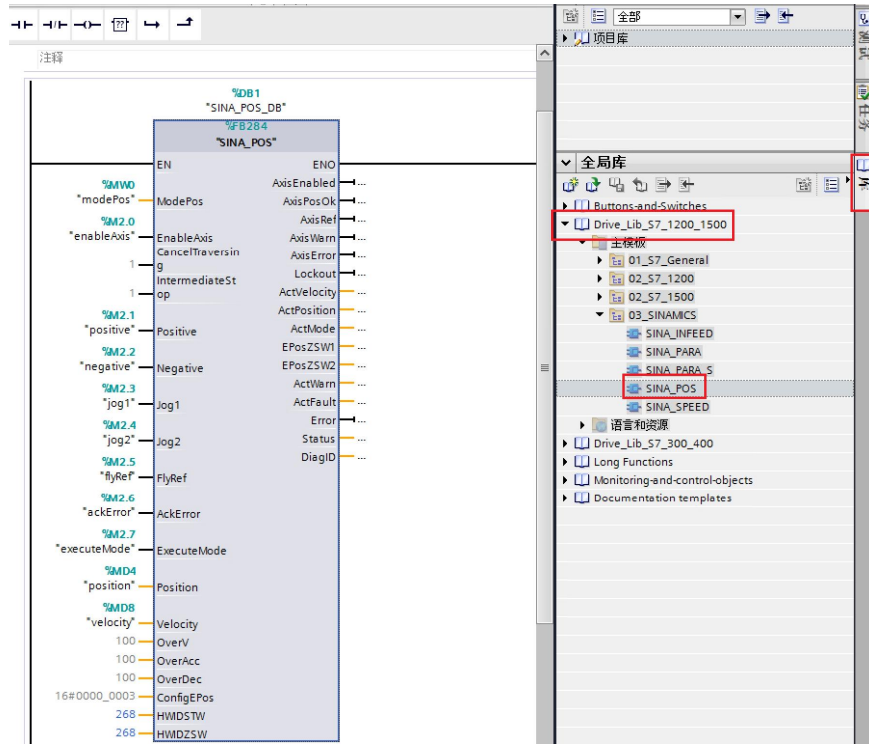 ??
注释
%DB1
"SINA_POS_DB"
%FB284
"SINA_POS"
EN
ENO
%MW0
"modePos"
ModePos
%M2.0
"enableAxis"
EnableAxis
1
CancelTraversin
g
1
IntermediateSt
op
%M2.1
"positive"
Positive
%M2.2
"negative"
Negative
%M2.3
"jog1"
Jog1
%M2.4
"jog2"
Jog2
%M2.5
"flyRef"
FlyRef
%M2.6
"ackError"
AckError
%M2.7
"executeMode"
ExecuteMode
%MD4
"position"
Position
%MD8
"velocity"
Velocity
100
OverV
100
OverAcc
100
OverDec
16#0000_0003
ConfigEPos
268
HWIDSTW
268
HWIDZSW
AxisEnabled ...
AxisPosOk ...
AxisRef ...
AxisWarn ...
AxisError ...
Lockout ...
ActVelocity ...
ActPosition ...
ActMode ...
EPosZSW1 ...
EPosZSW2 ...
ActWarn ...
ActFault ...
Error ...
Status ...
DiagID ...
全部
项目库
全局库
Buttons-and-Switches
Drive_Lib_S7_1200_1500
主模板
01_S7_General
02_S7_1200
02_S7_1500
03_SINAMICS
SINA_INFEED
SINA_PARA
SINA_PARA_S
SINA_POS
SINA_SPEED
语言和资源
Drive_Lib_S7_300_400
Long Functions
Monitoring-and-control-objects
Documentation templates
任务